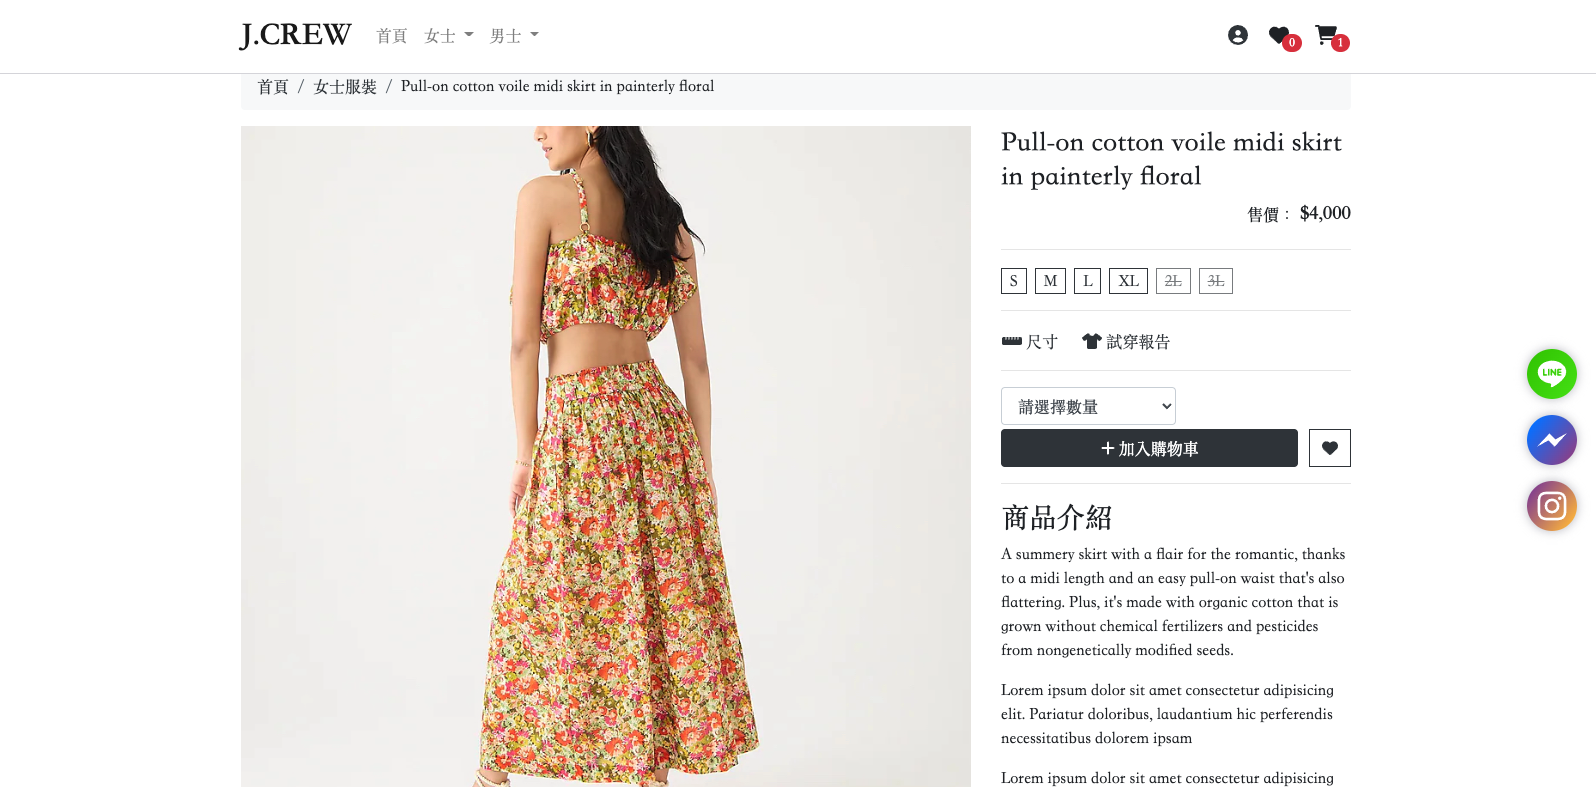 J.CREW 首頁 女士 男士 0 1
首頁 / 女士服裝 / Pull-on cotton voile midi skirt in painterly floral
Pull-on cotton voile midi skirt
in painterly floral
售價： $4,000
S M L XL 2L 3L
尺寸 試穿報告
請選擇數量
加入購物車
LINE
商品介紹
A summery skirt with a flair for the romantic, thanks
to a midi length and an easy pull-on waist that's also
flattering. Plus, it's made with organic cotton that is
grown without chemical fertilizers and pesticides
from nongenetically modified seeds.
Lorem ipsum dolor sit amet consectetur adipisicing
elit. Pariatur doloribus, laudantium hic perferendis
necessitatibus dolorem ipsam
Lorem ipsum dolor sit amet consectetur adipisicing